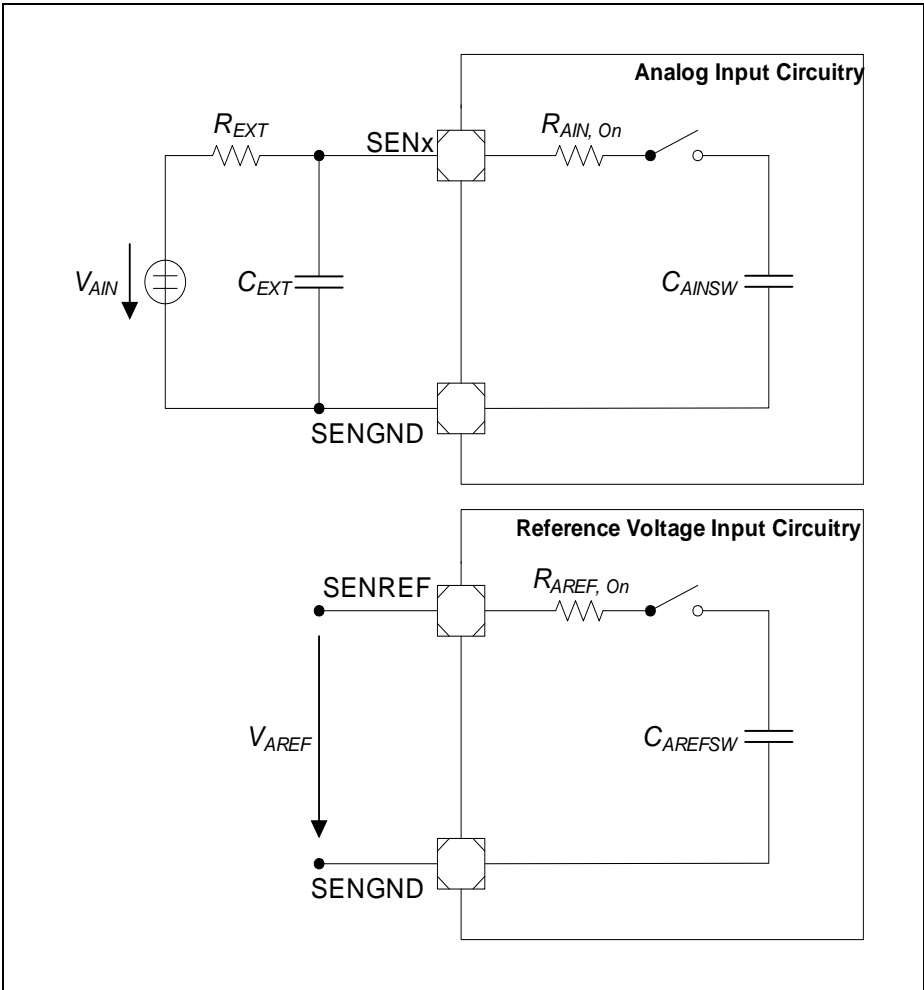 Analog Input Circuitry
R_EXT
SENx
R_AIN, On
V_AIN
C_EXT
C_AINSW
SENGND
Reference Voltage Input Circuitry
SENREF
R_AREF, On
V_AREF
C_AREFSW
SENGND